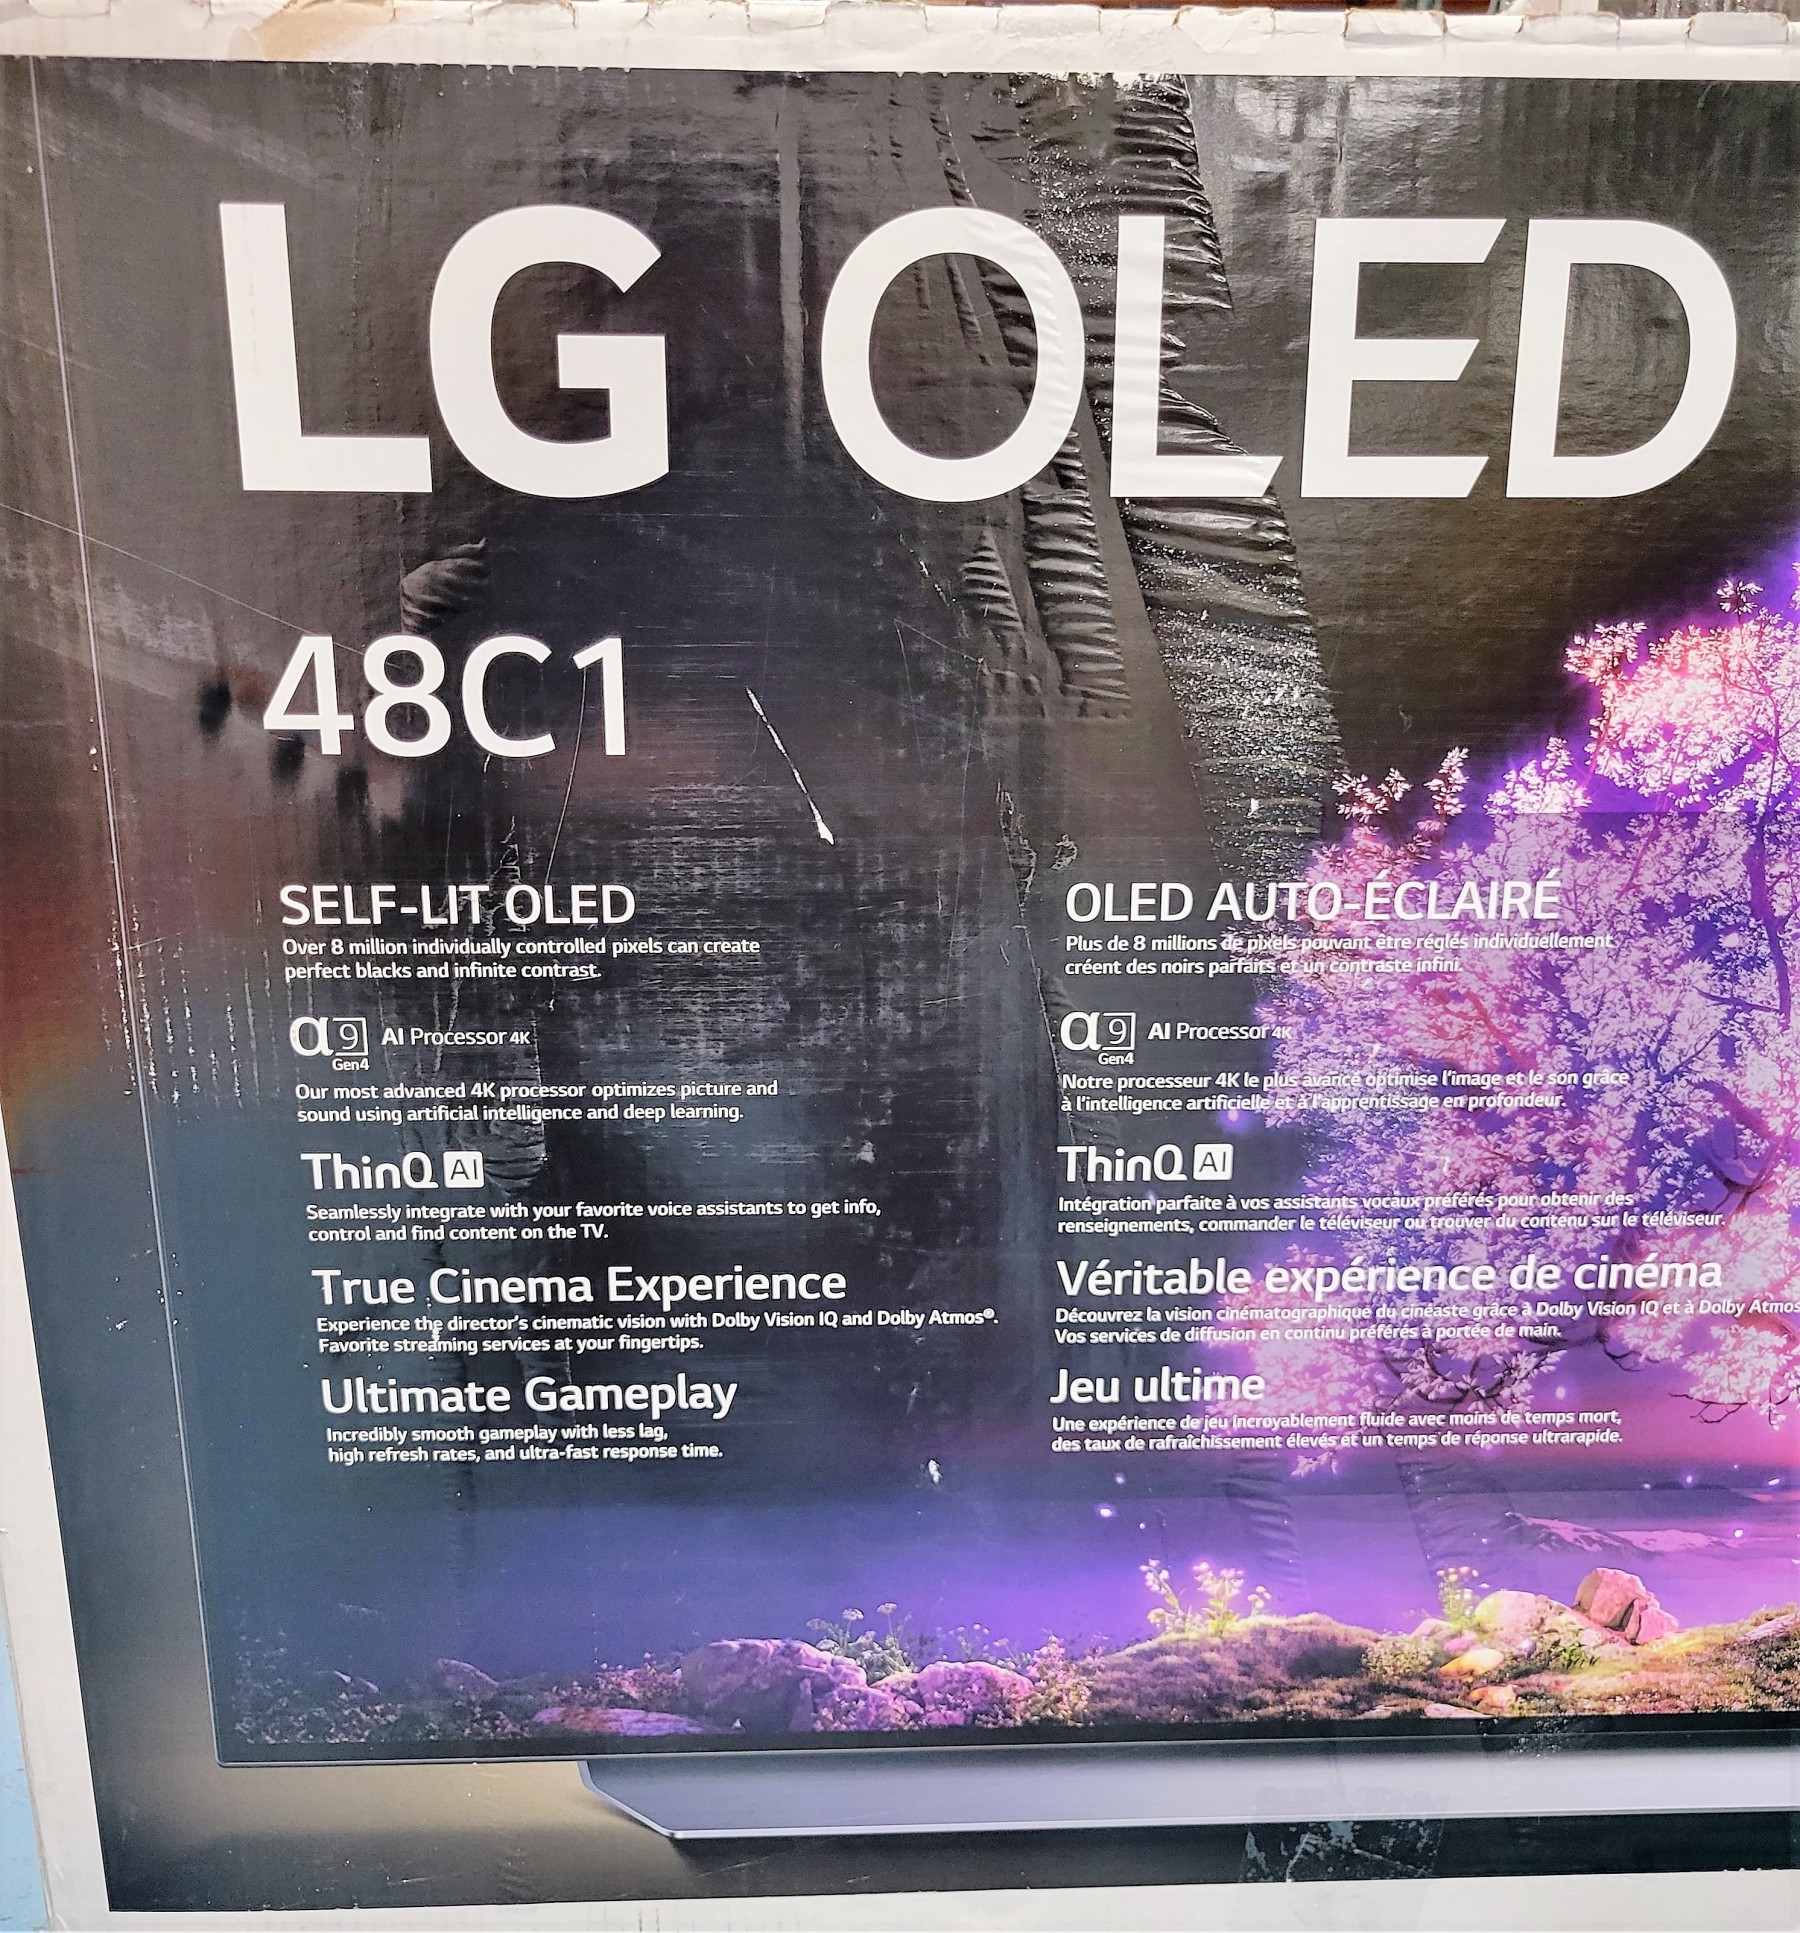 LG OLED
48C1
SELF-LIT OLED
Over 8 million individually controlled pixels can create
perfect blacks and infinite contrast.
α9 AI Processor 4K
Gen4
Our most advanced 4K processor optimizes picture and
sound using artificial intelligence and deep learning.
ThinQ AI
Seamlessly integrate with your favorite voice assistants to get info,
control and find content on the TV.
True Cinema Experience
Experience the director's cinematic vision with Dolby Vision IQ and Dolby Atmos®.
Favorite streaming services at your fingertips.
Ultimate Gameplay
Incredibly smooth gameplay with less lag,
high refresh rates, and ultra-fast response time.
OLED AUTO-ÉCLAIRÉ
Plus de 8 millions de pixels pouvant être réglés individuellement
créent des noirs parfaits et un contraste infini.
α9 AI Processor 4K
Gen4
Notre processeur 4K le plus avancé optimise l'image et le son grâce
à l'intelligence artificielle et à l'apprentissage en profondeur.
ThinQ AI
Intégration parfaite à vos assistants vocaux préférés pour obtenir des
renseignements, commander le téléviseur ou trouver du contenu sur le téléviseur.
Véritable expérience de cinéma
Découvrez la vision cinématographique du cinéaste grâce à Dolby Vision IQ et à Dolby Atmos
Vos services de diffusion en continu préférés à portée de main.
Jeu ultime
Une expérience de jeu incroyablement fluide avec moins de temps mort,
des taux de rafraîchissement élevés et un temps de réponse ultrarapide.